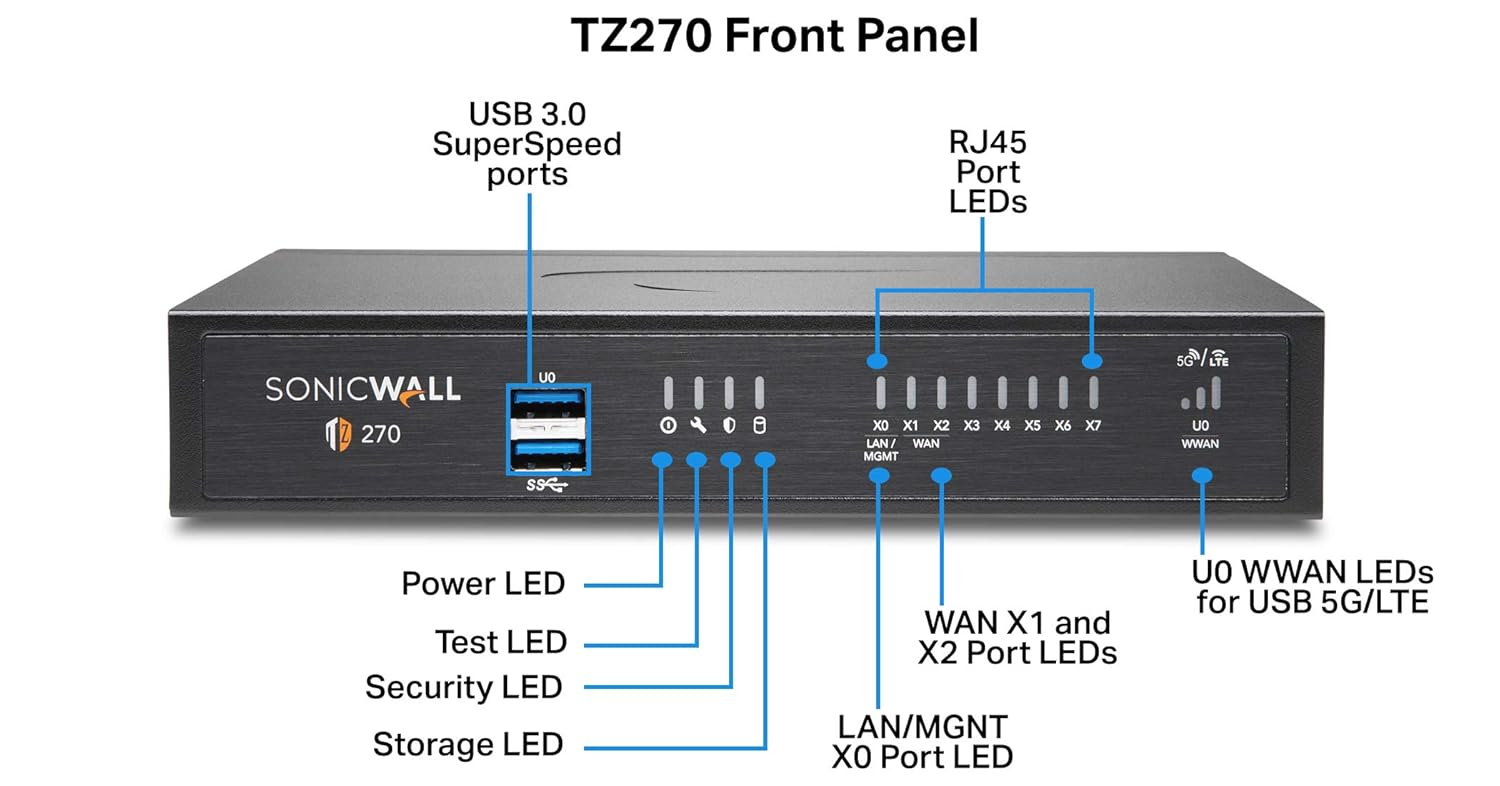 TZ270 Front Panel
USB 3.0
SuperSpeed
ports
RJ45
Port
LEDs
SONICWALL
TZ 270
U0
SS
X0 X1 X2 X3 X4 X5 X6 X7
LAN /
MGMT
WAN
5G / LTE
U0
WWAN
Power LED
Test LED
Security LED
Storage LED
LAN/MGNT
X0 Port LED
WAN X1 and
X2 Port LEDs
U0 WWAN LEDs
for USB 5G/LTE